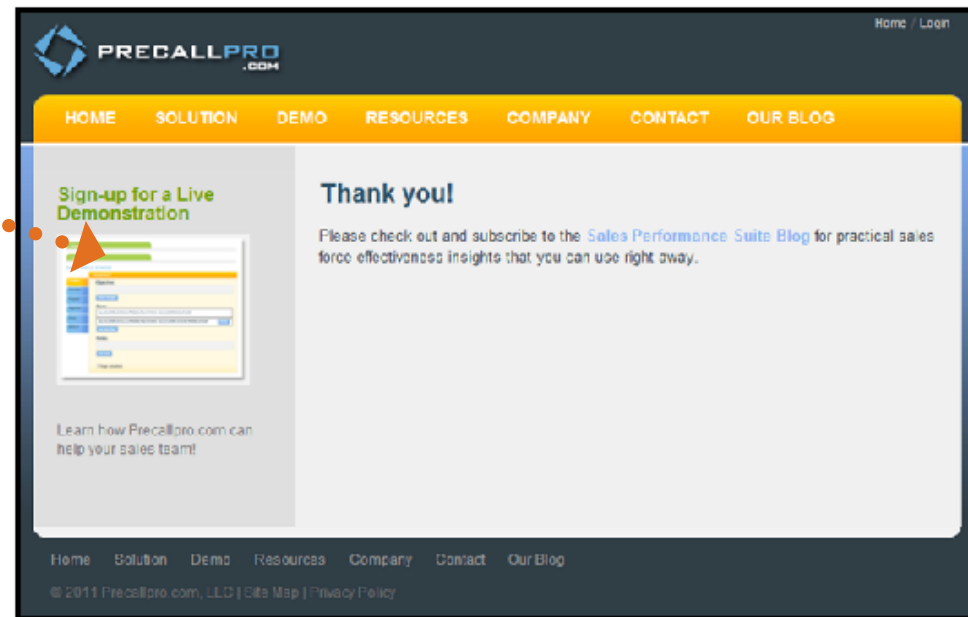 Home / Login
PRECALLPRO
.COM
HOME SOLUTION DEMO RESOURCES COMPANY CONTACT OUR BLOG
Sign-up for a Live
Demonstration
Learn how Precallpro.com can
help your sales team!
Thank you!
Please check out and subscribe to the Sales Performance Suite Blog for practical sales
force effectiveness insights that you can use right away.
Home Solution Demo Resources Company Contact Our Blog
© 2011 Precallpro.com, LLC | Site Map | Privacy Policy